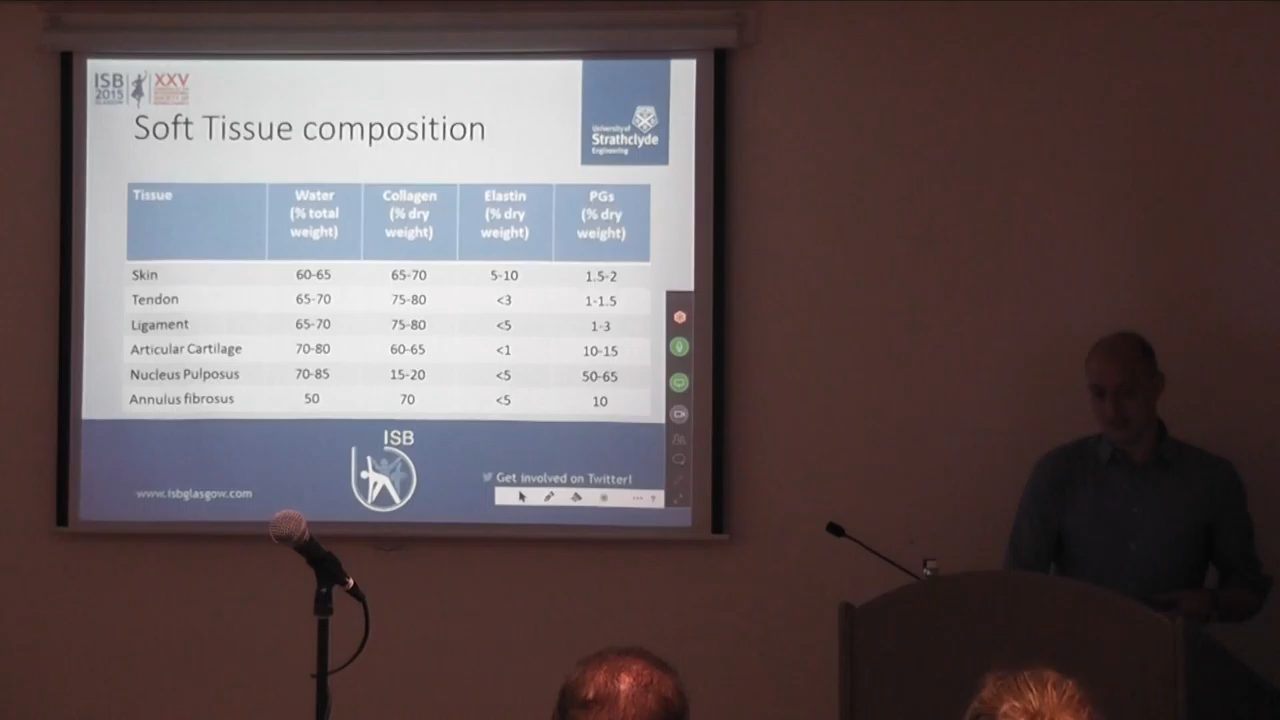 ISB
2015
GLASGOW
XXV
Soft Tissue composition
University of
Strathclyde
Engineering
Tissue Water (% total weight) Collagen (% dry weight) Elastin (% dry weight) PGs (% dry weight)
Skin 60-65 65-70 5-10 1.5-2
Tendon 65-70 75-80 <3 1-1.5
Ligament 65-70 75-80 <5 1-3
Articular Cartilage 70-80 60-65 <1 10-15
Nucleus Pulposus 70-85 15-20 <5 50-65
Annulus fibrosus 50 70 <5 10
ISB
www.isbglasgow.com
Get involved on Twitter!